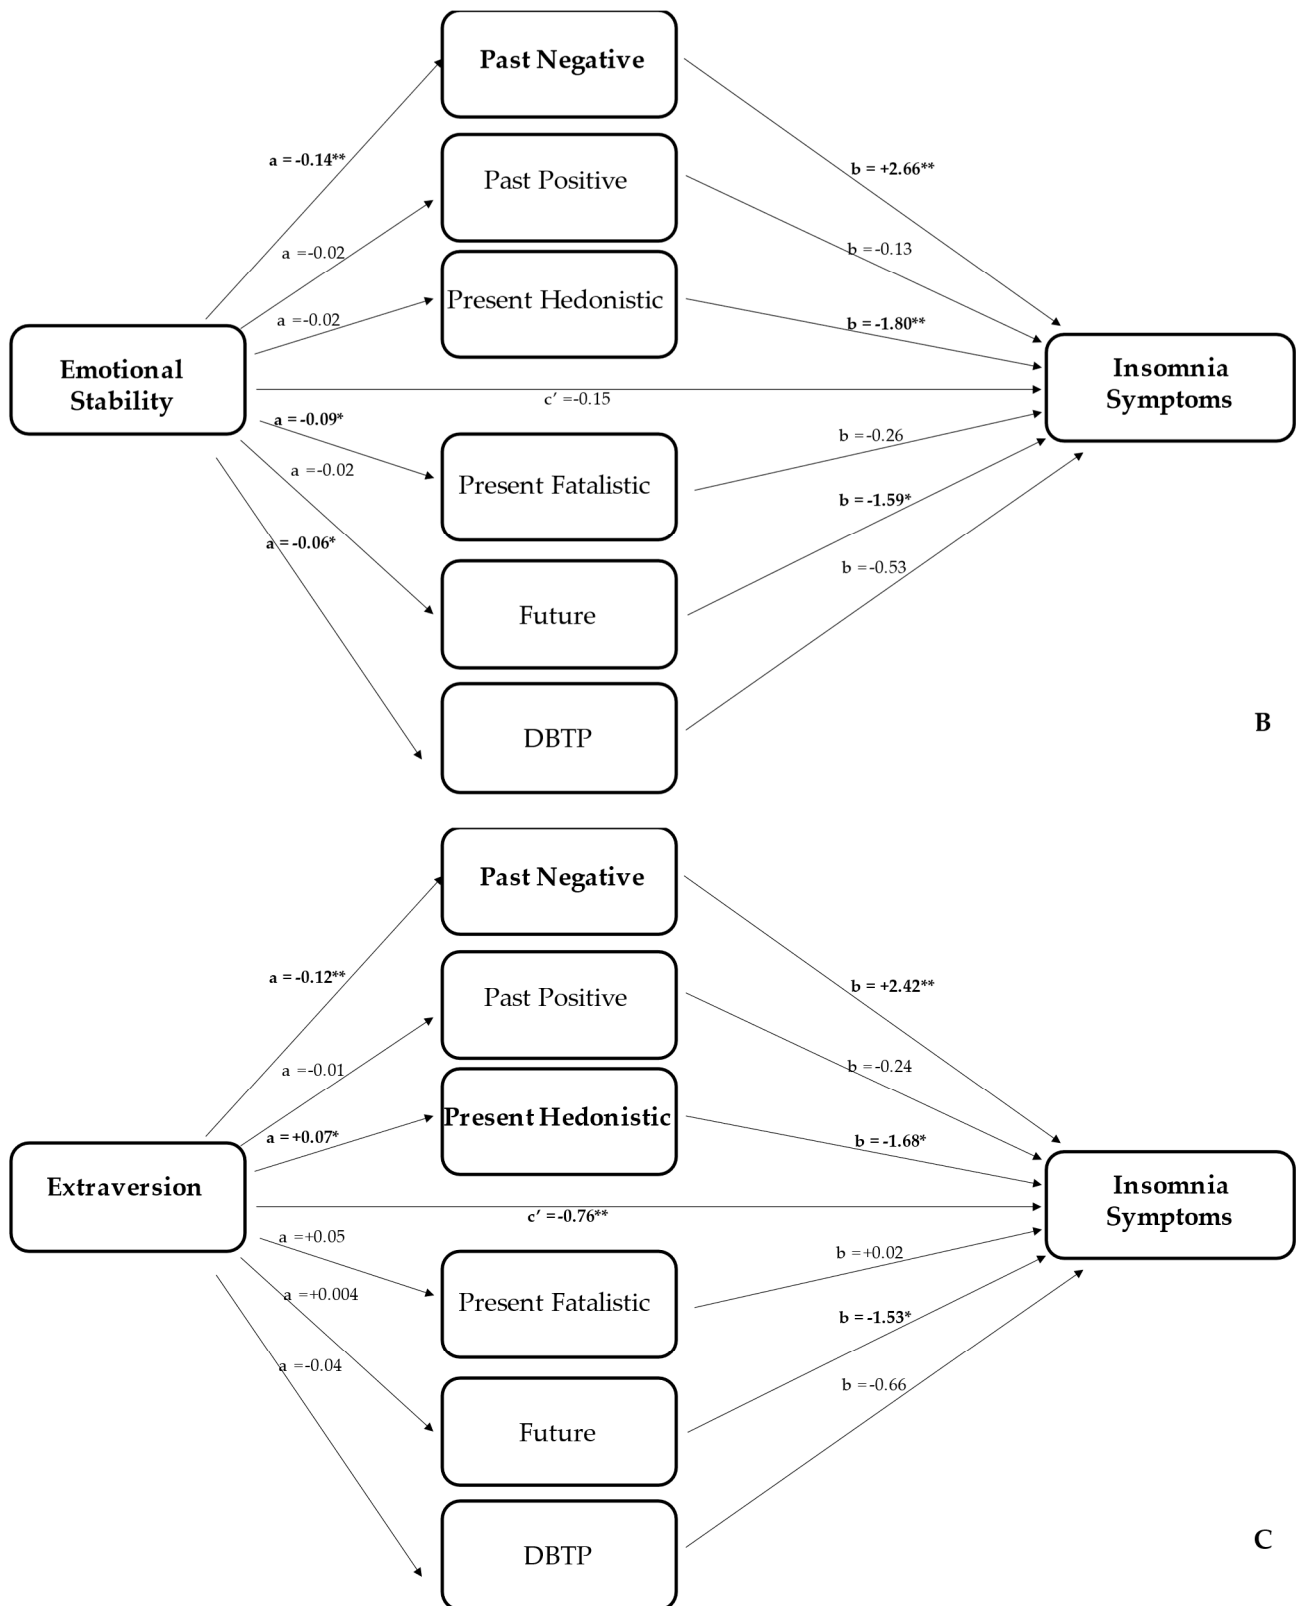 Past Negative
a = -0.14**
b = +2.66**
Past Positive
a =-0.02
b =-0.13
Present Hedonistic
a =-0.02
b = -1.80**
Emotional
Stability
Insomnia
Symptoms
c’ =-0.15
a = -0.09*
b =-0.26
Present Fatalistic
a =-0.02
b = -1.59*
a = -0.06*
b =-0.53
Future
DBTP
B
Past Negative
a = -0.12**
b = +2.42**
Past Positive
a =-0.01
b =-0.24
Present Hedonistic
a = +0.07*
b = -1.68*
Extraversion
Insomnia
Symptoms
c’ =-0.76**
a =+0.05
b =+0.02
Present Fatalistic
a =+0.004
b = -1.53*
a =-0.04
b =-0.66
Future
DBTP
C